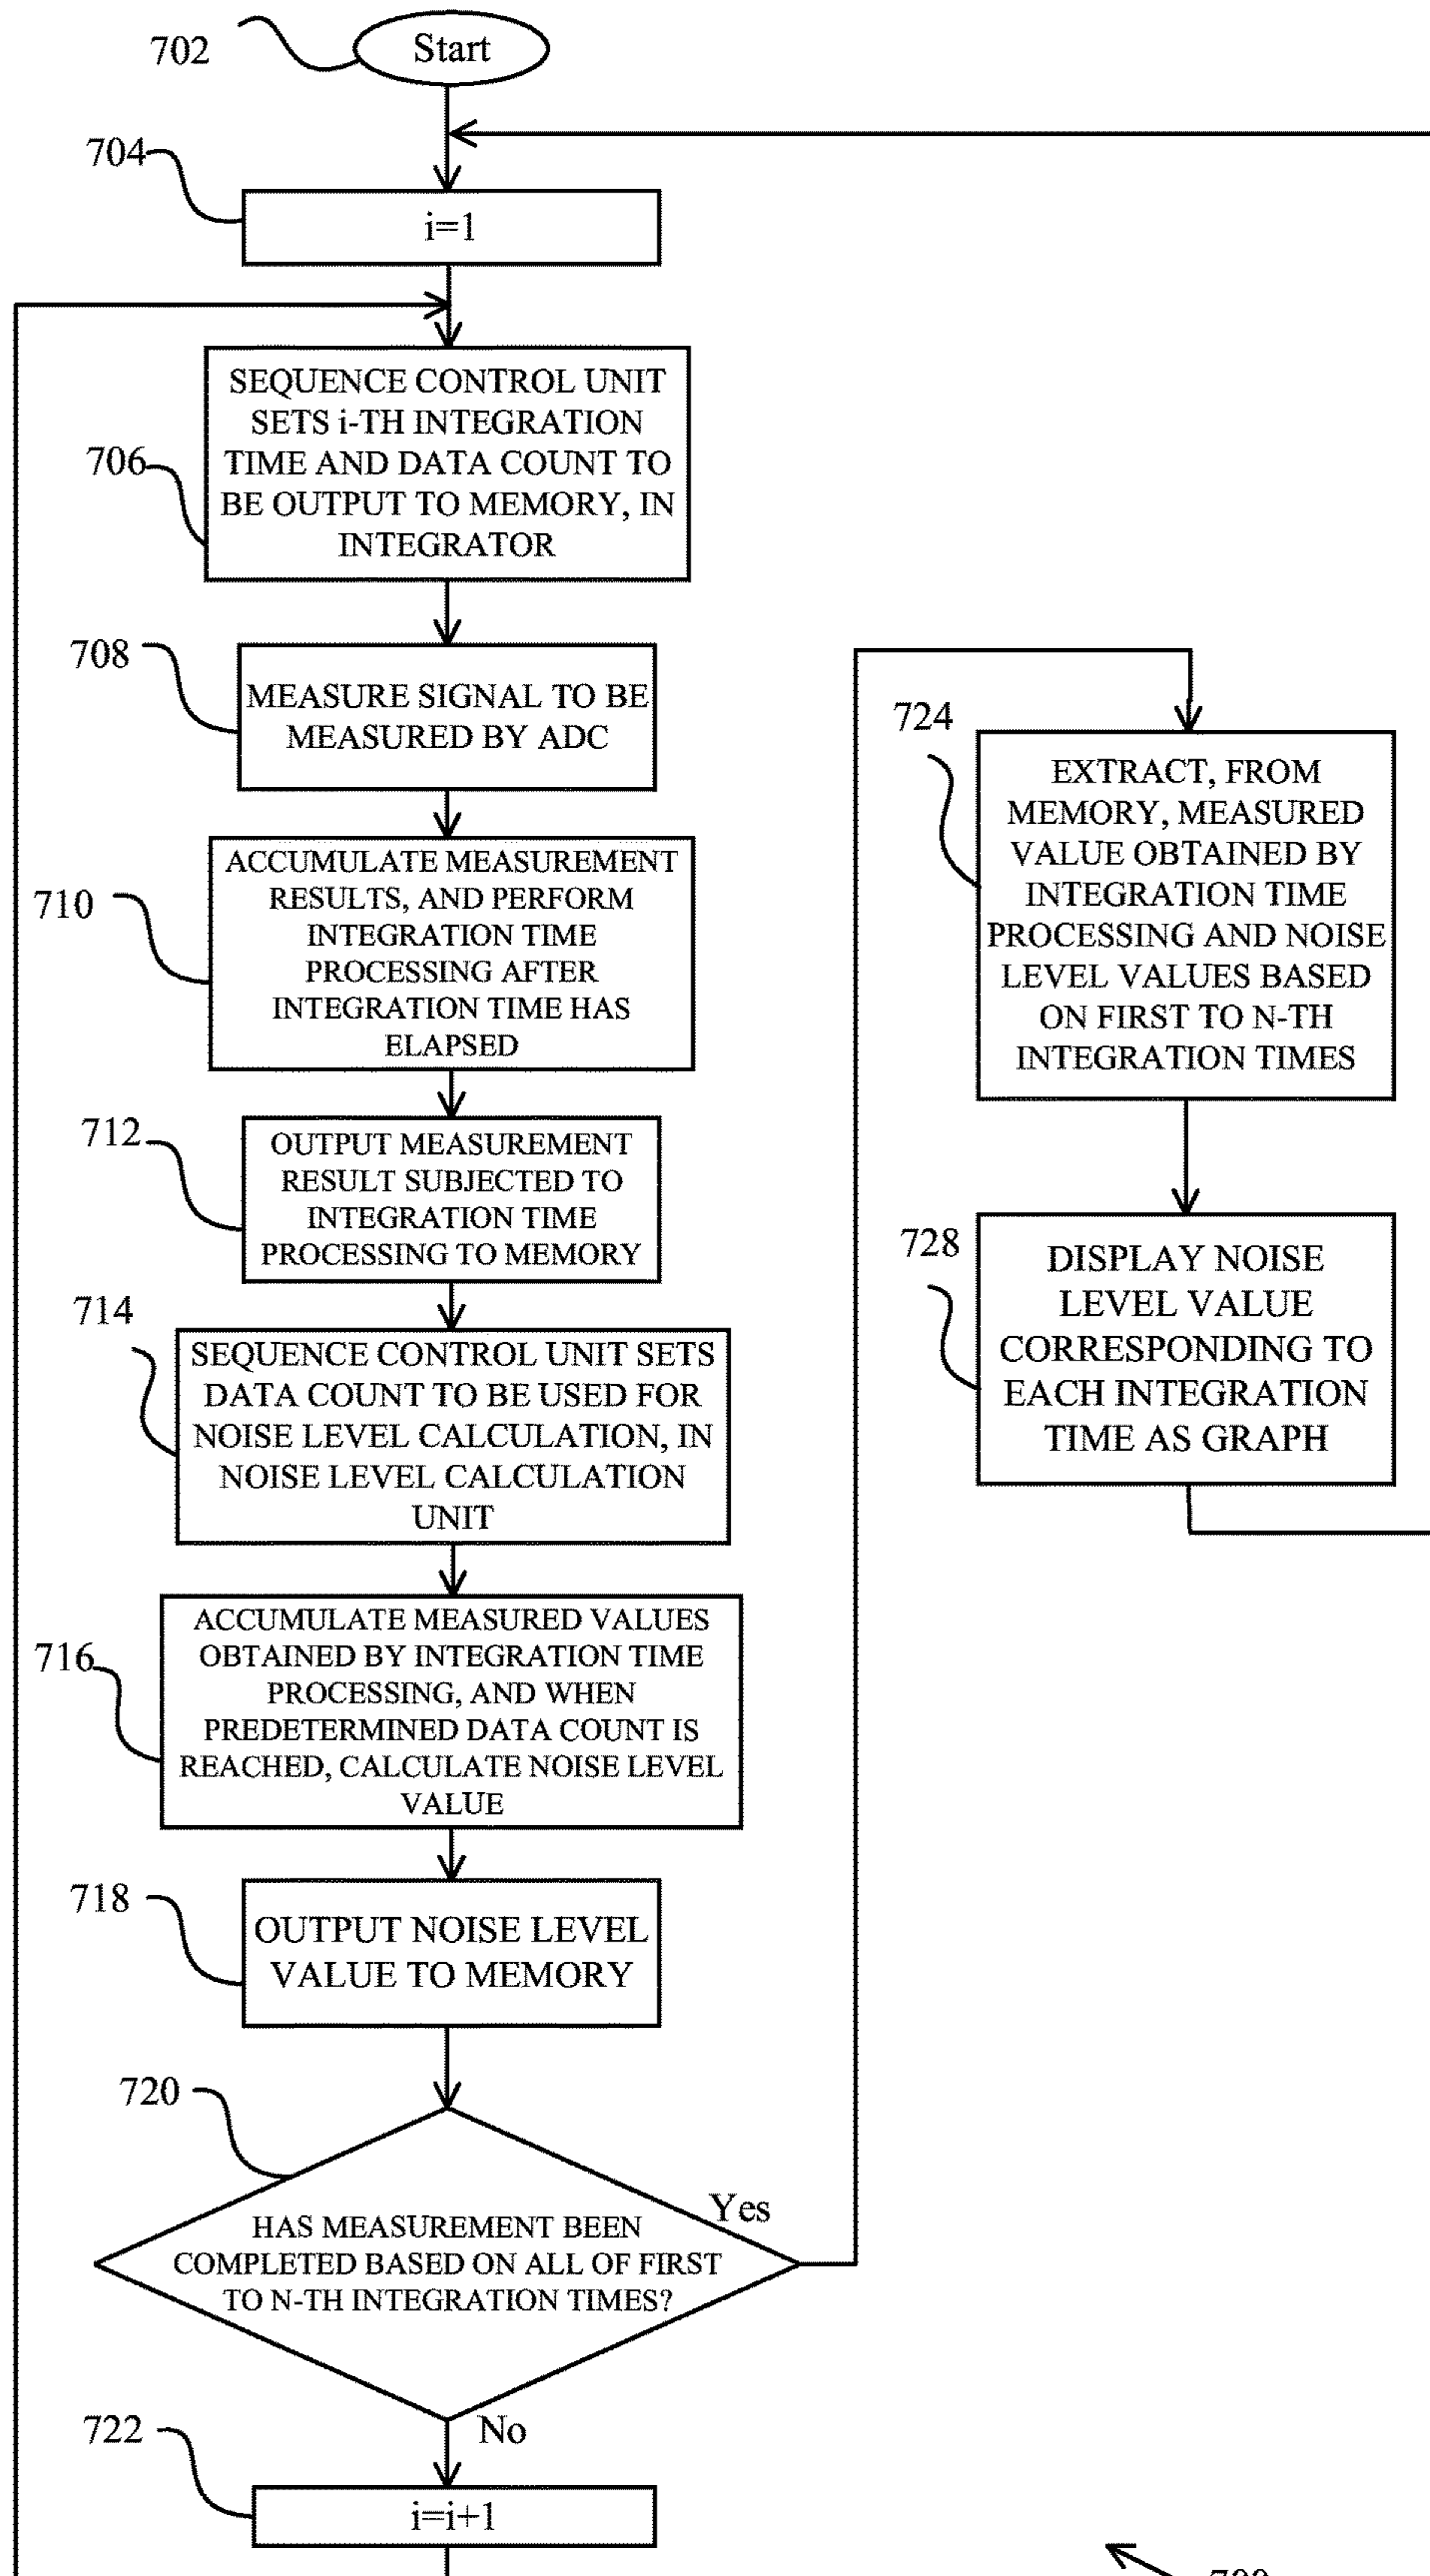 702
Start
704
i=1
706
SEQUENCE CONTROL UNIT
SETS i-TH INTEGRATION
TIME AND DATA COUNT TO
BE OUTPUT TO MEMORY, IN
INTEGRATOR
708
MEASURE SIGNAL TO BE
MEASURED BY ADC
710
ACCUMULATE MEASUREMENT
RESULTS, AND PERFORM
INTEGRATION TIME
PROCESSING AFTER
INTEGRATION TIME HAS
ELAPSED
712
OUTPUT MEASUREMENT
RESULT SUBJECTED TO
INTEGRATION TIME
PROCESSING TO MEMORY
714
SEQUENCE CONTROL UNIT SETS
DATA COUNT TO BE USED FOR
NOISE LEVEL CALCULATION, IN
NOISE LEVEL CALCULATION
UNIT
716
ACCUMULATE MEASURED VALUES
OBTAINED BY INTEGRATION TIME
PROCESSING, AND WHEN
PREDETERMINED DATA COUNT IS
REACHED, CALCULATE NOISE LEVEL
VALUE
718
OUTPUT NOISE LEVEL
VALUE TO MEMORY
720
HAS MEASUREMENT BEEN
COMPLETED BASED ON ALL OF FIRST
TO N-TH INTEGRATION TIMES?
Yes
No
722
i=i+1
724
EXTRACT, FROM
MEMORY, MEASURED
VALUE OBTAINED BY
INTEGRATION TIME
PROCESSING AND NOISE
LEVEL VALUES BASED
ON FIRST TO N-TH
INTEGRATION TIMES
728
DISPLAY NOISE
LEVEL VALUE
CORRESPONDING TO
EACH INTEGRATION
TIME AS GRAPH